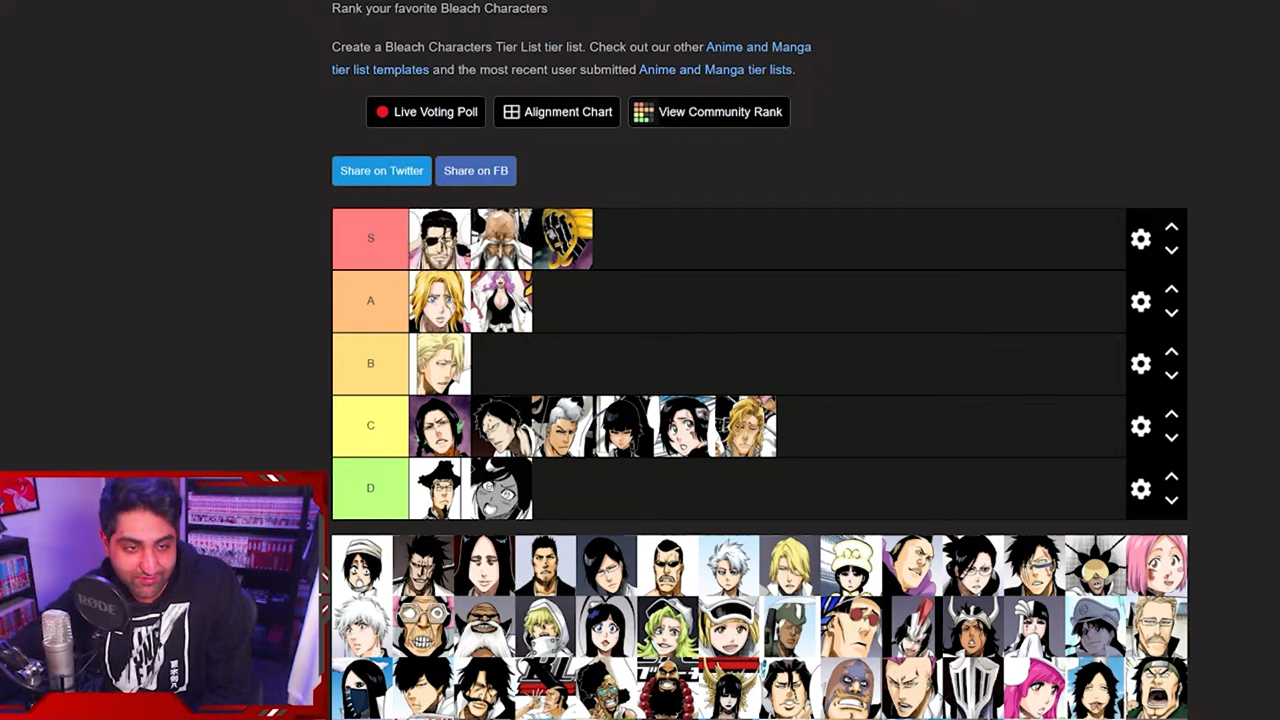 Rank your favorite Bleach Characters
Create a Bleach Characters Tier List tier list. Check out our other Anime and Manga
tier list templates and the most recent user submitted Anime and Manga tier lists.
Live Voting Poll
Alignment Chart
View Community Rank
Share on Twitter
Share on FB
S
A
B
C
D
RØDE